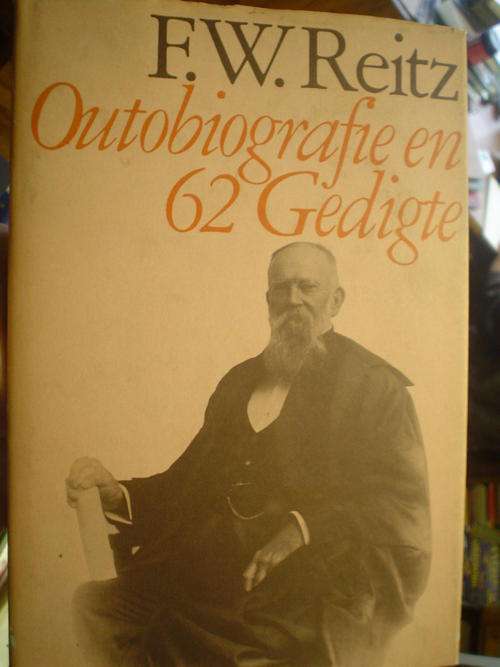 F.W. Reitz
Outobiografie en
62 Gedigte